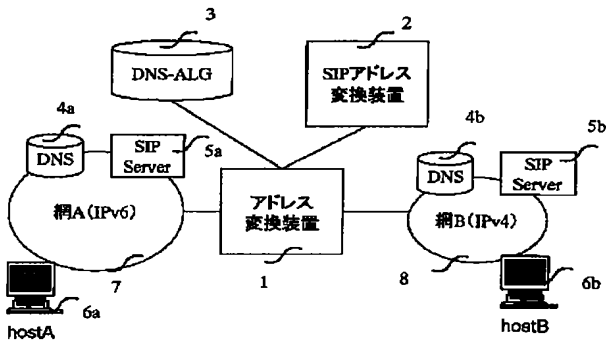 3
2
DNS-ALG
SIPアドレス
変換装置
4a
DNS
SIP
Server
5a
4b
DNS
SIP
Server
5b
網A(IPv6)
アドレス
変換装置
網B(IPv4)
7
1
8
6a
hostA
6b
hostB